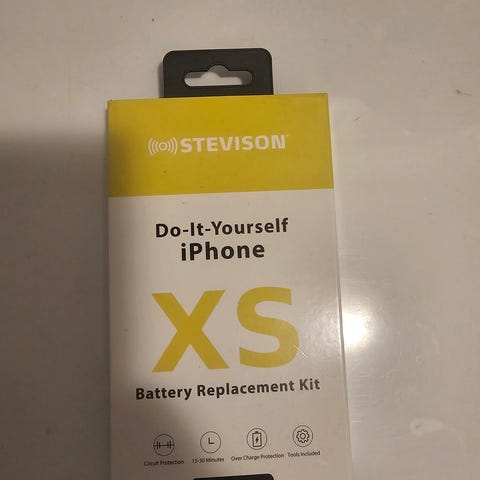 STEVISON
Do-It-Yourself
iPhone
XS
Battery Replacement Kit
Circuit Protection 15-30 Minutes Over Charge Protection Tools Included